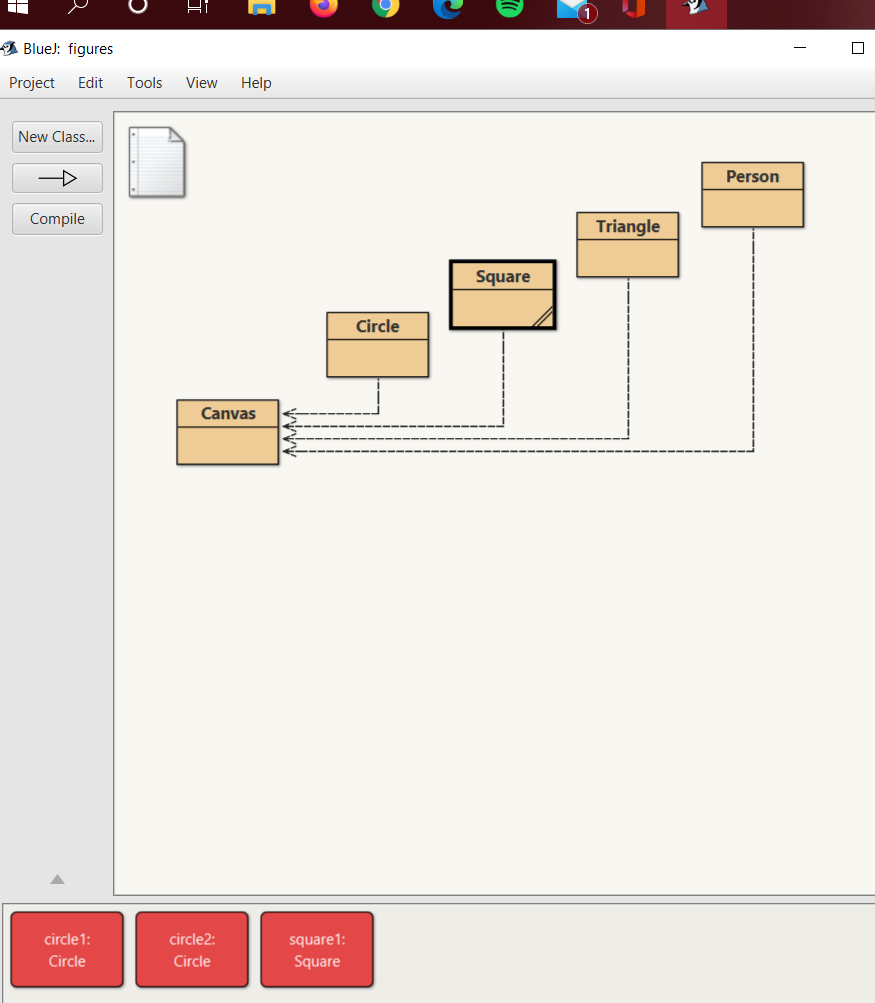 1
BlueJ: figures
Project Edit Tools View Help
New Class...
Compile
Person
Triangle
Square
Circle
Canvas
circle1:
Circle
circle2:
Circle
square1:
Square